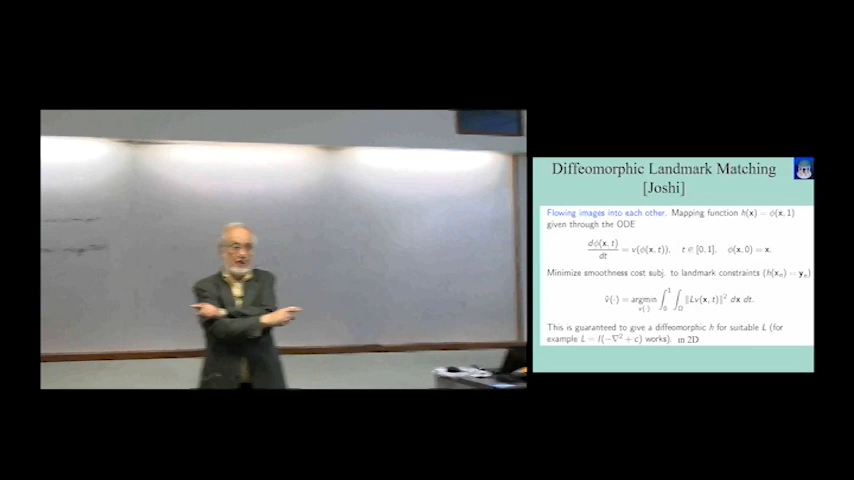 Diffeomorphic Landmark Matching
[Joshi]
Flowing images into each other. Mapping function h(x) = ϕ(x, 1)
given through the ODE
dϕ(x, t)/dt = v(ϕ(x, t)), t ∈ [0, 1], ϕ(x, 0) = x.
Minimize smoothness cost subj. to landmark constraints (h(xₙ) = yₙ)
v̂(·) = argmin_{v(·)} ∫₀¹ ∫_Ω ‖Lv(x, t)‖² dx dt.
This is guaranteed to give a diffeomorphic h for suitable L (for
example L = I(−∇² + c) works). in 2D